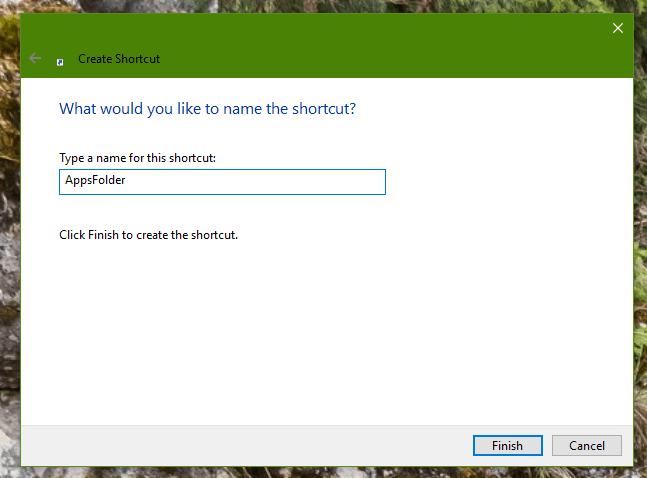 Create Shortcut
What would you like to name the shortcut?
Type a name for this shortcut:
AppsFolder
Click Finish to create the shortcut.
Finish Cancel